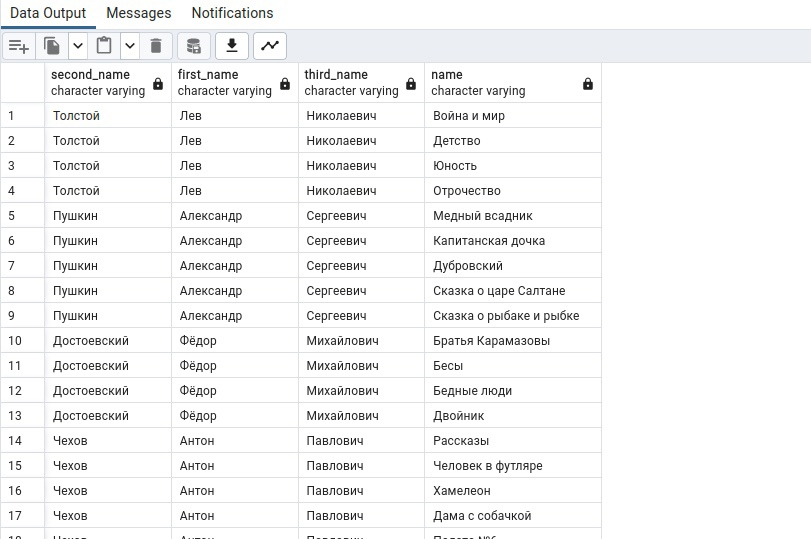 Data Output Messages Notifications
second_name first_name third_name name
character varying character varying character varying character varying
1 Толстой Лев Николаевич Война и мир
2 Толстой Лев Николаевич Детство
3 Толстой Лев Николаевич Юность
4 Толстой Лев Николаевич Отрочество
5 Пушкин Александр Сергеевич Медный всадник
6 Пушкин Александр Сергеевич Капитанская дочка
7 Пушкин Александр Сергеевич Дубровский
8 Пушкин Александр Сергеевич Сказка о царе Салтане
9 Пушкин Александр Сергеевич Сказка о рыбаке и рыбке
10 Достоевский Фёдор Михайлович Братья Карамазовы
11 Достоевский Фёдор Михайлович Бесы
12 Достоевский Фёдор Михайлович Бедные люди
13 Достоевский Фёдор Михайлович Двойник
14 Чехов Антон Павлович Рассказы
15 Чехов Антон Павлович Человек в футляре
16 Чехов Антон Павлович Хамелеон
17 Чехов Антон Павлович Дама с собачкой